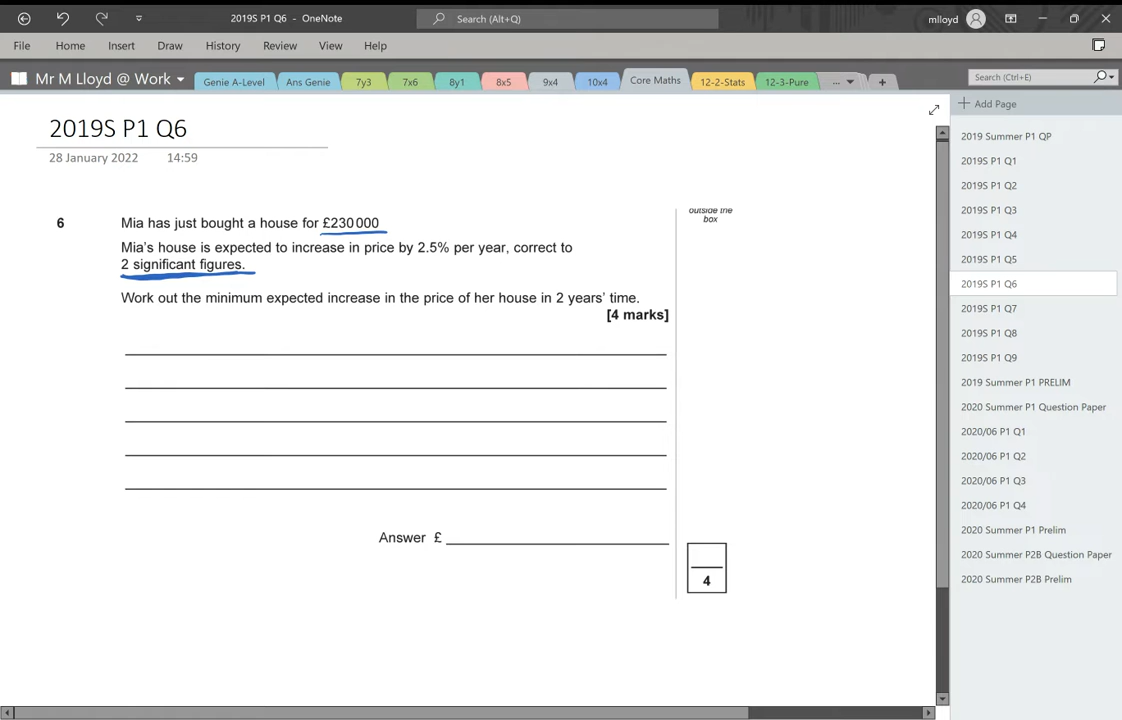 2019S P1 Q6 - OneNote
Search (Alt+Q)
mlloyd
File Home Insert Draw History Review View Help
Mr M Lloyd @ Work
Genie A-Level Ans Genie 7y3 7x6 8y1 8x5 9x4 10x4 Core Maths 12-2-Stats 12-3-Pure ... +
Search (Ctrl+E)
Add Page
2019S P1 Q6
28 January 2022 14:59
outside the
box
6 Mia has just bought a house for £230 000
Mia's house is expected to increase in price by 2.5% per year, correct to
2 significant figures.
Work out the minimum expected increase in the price of her house in 2 years' time.
[4 marks]
Answer £
4
2019 Summer P1 QP
2019S P1 Q1
2019S P1 Q2
2019S P1 Q3
2019S P1 Q4
2019S P1 Q5
2019S P1 Q6
2019S P1 Q7
2019S P1 Q8
2019S P1 Q9
2019 Summer P1 PRELIM
2020 Summer P1 Question Paper
2020/06 P1 Q1
2020/06 P1 Q2
2020/06 P1 Q3
2020/06 P1 Q4
2020 Summer P1 Prelim
2020 Summer P2B Question Paper
2020 Summer P2B Prelim